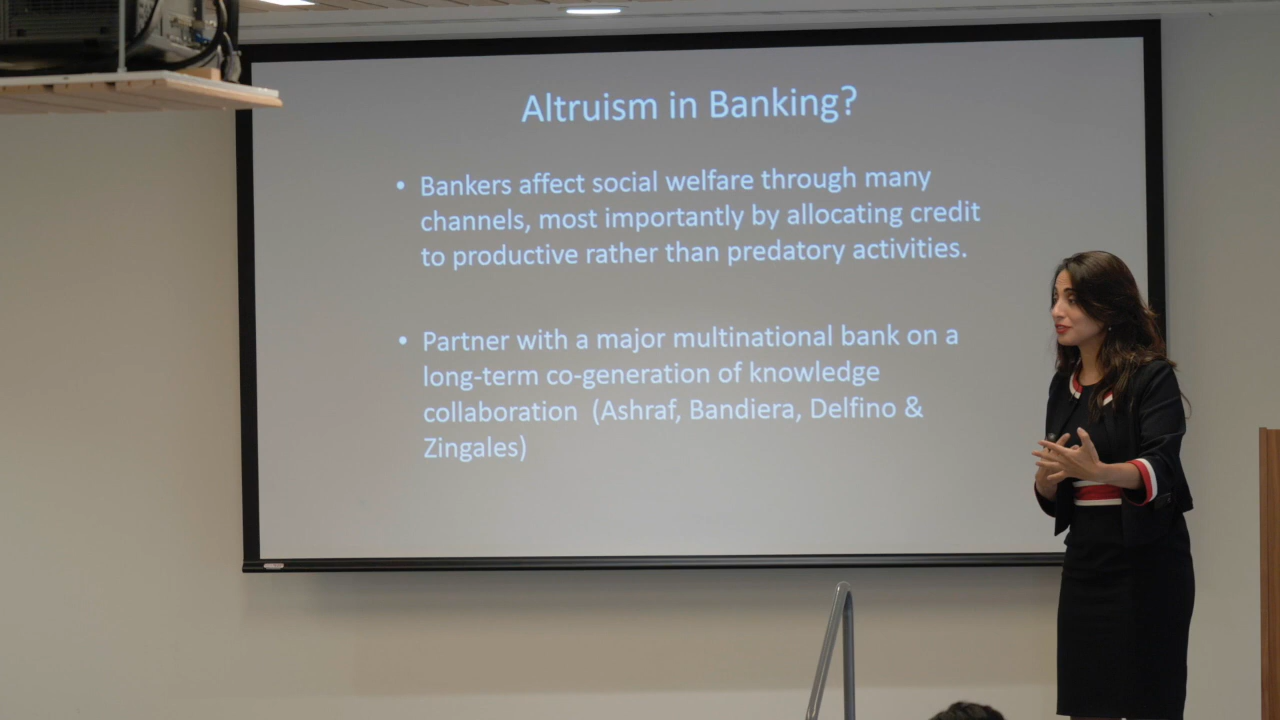 Altruism in Banking?
• Bankers affect social welfare through many
channels, most importantly by allocating credit
to productive rather than predatory activities.
• Partner with a major multinational bank on a
long-term co-generation of knowledge
collaboration (Ashraf, Bandiera, Delfino &
Zingales)